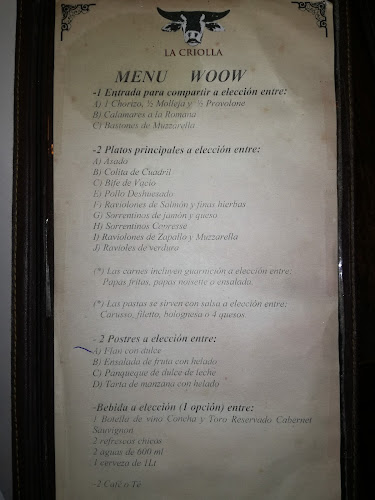 LA CRIOLLA
MENU WOOW
-1 Entrada para compartir a elección entre:
A) 1 Chorizo, ½ Molleja y ½ Provolone
B) Calamares a la Romana
C) Bastones de Muzzarella
-2 Platos principales a elección entre:
A) Asado
B) Colita de Cuadril
C) Bife de Vacio
E) Pollo Deshuesado
F) Raviolones de Salmón y finas hierbas
G) Sorrentinos de jamón y queso
H) Sorrentinos Caprese
I) Raviolones de Zapallo y Muzzarella
J) Ravioles de verdura
(*) Las carnes incluyen guarnición a elección entre:
Papas fritas, papas noisette o ensalada.
(*) Las pastas se sirven con salsa a elección entre:
Carusso, filetto, bolognesa o 4 quesos.
- 2 Postres a elección entre:
A) Flan con dulce
B) Ensalada de fruta con helado
C) Panqueque de dulce de leche
D) Tarta de manzana con helado
-Bebida a elección (1 opción) entre:
1 Botella de vino Concha y Toro Reservado Cabernet
Sauvignon
2 refrescos chicos
2 aguas de 600 ml
1 cerveza de 1Lt
-2 Café o Té